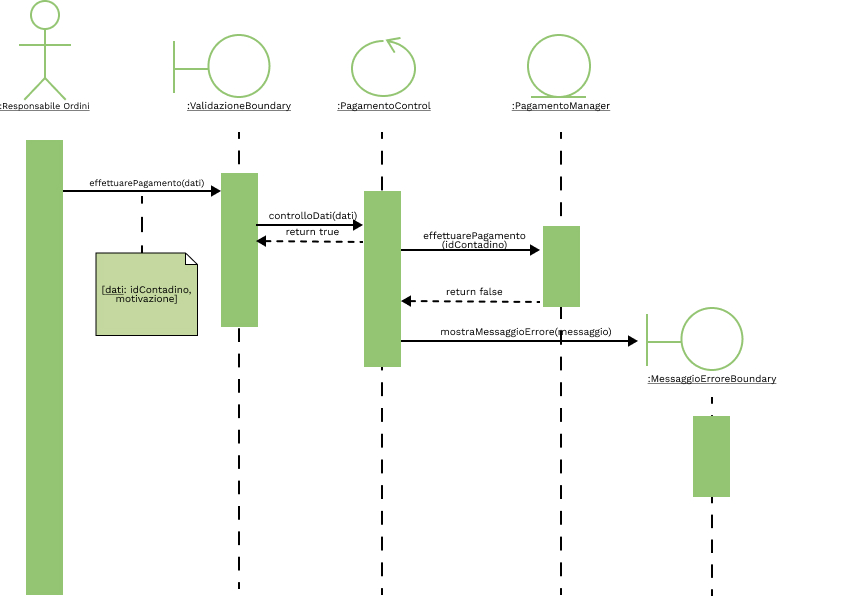 :Responsabile Ordini
:ValidazioneBoundary
:PagamentoControl
:PagamentoManager
effettuarePagamento(dati)
controlloDati(dati)
return true
effettuarePagamento
(idContadino)
[dati: idContadino,
motivazione]
return false
mostraMessaggioErrore(messaggio)
:MessaggioErroreBoundary